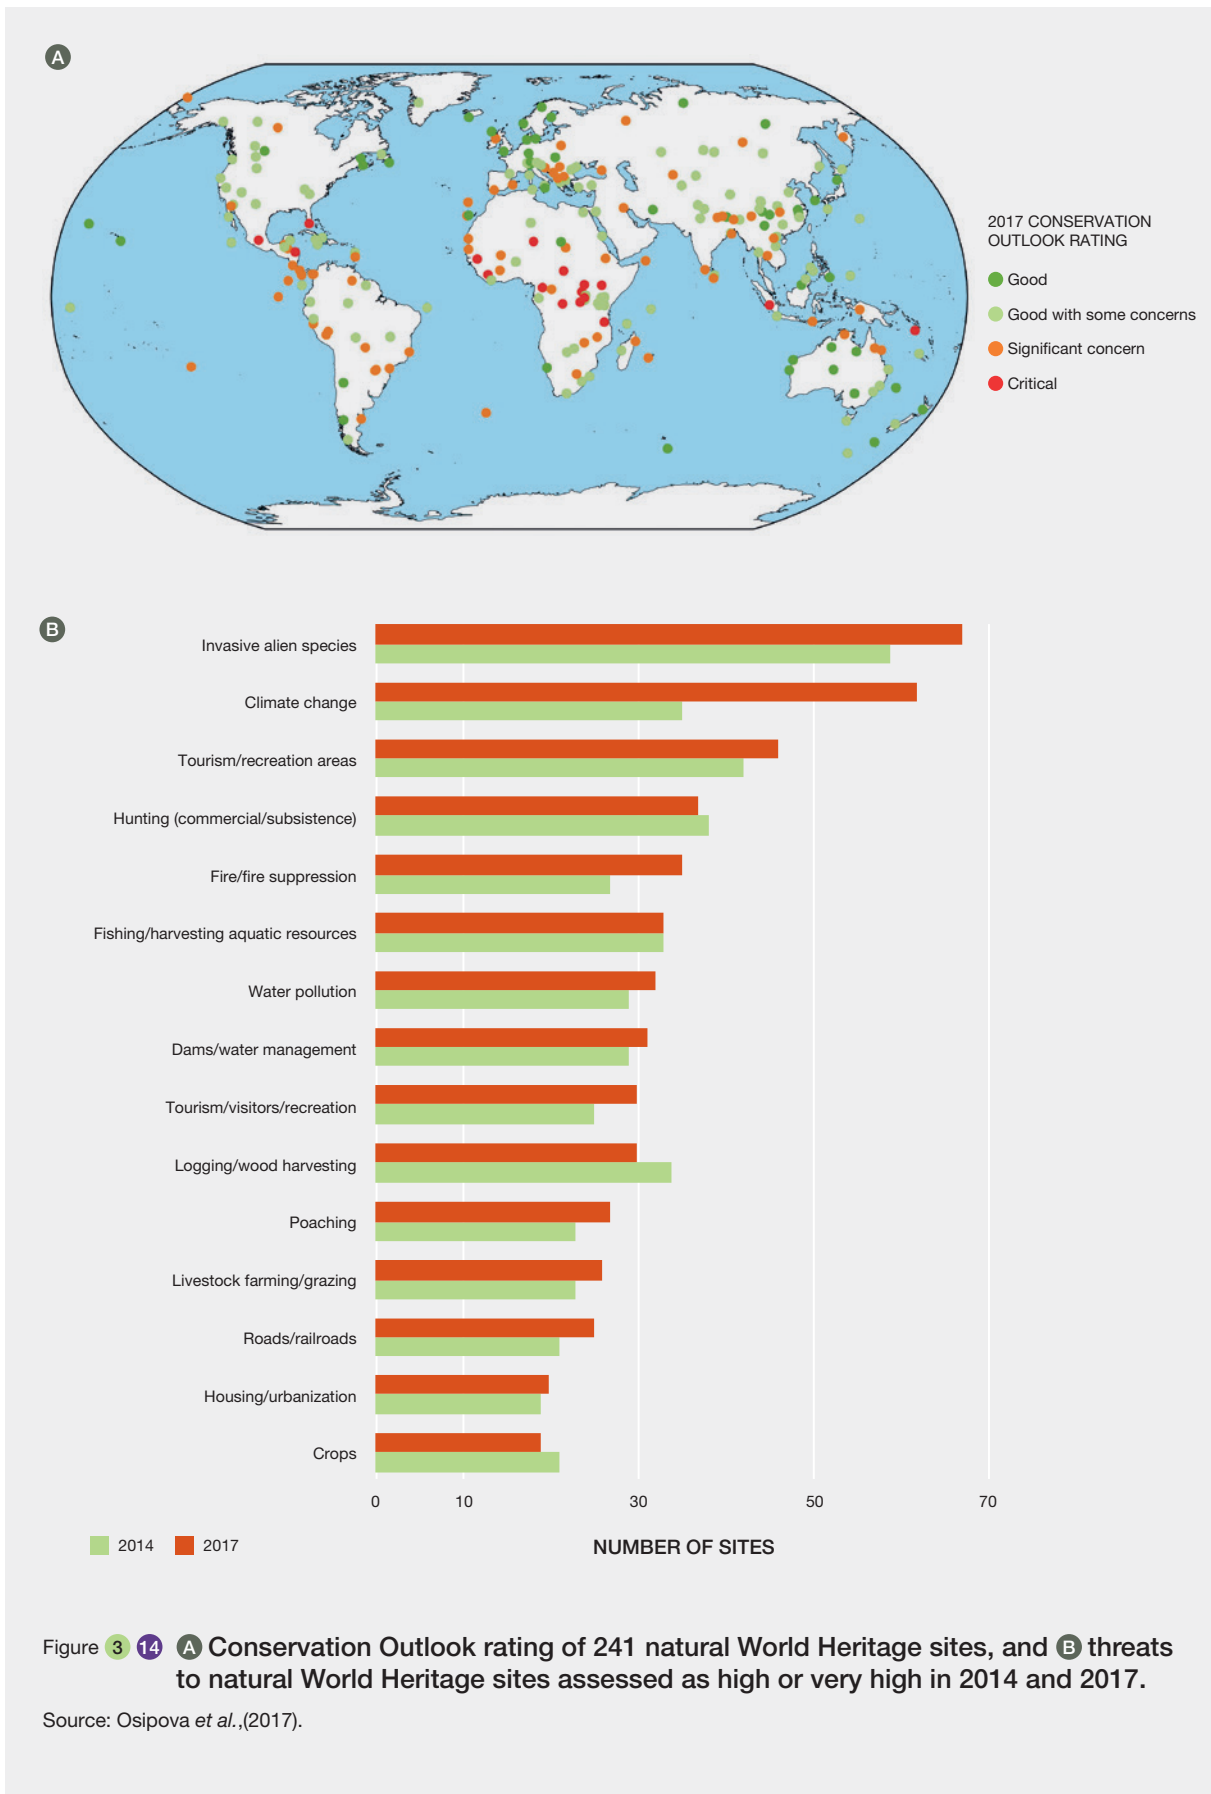 A
2017 CONSERVATION
OUTLOOK RATING
Good
Good with some concerns
Significant concern
Critical
B
Invasive alien species
Climate change
Tourism/recreation areas
Hunting (commercial/subsistence)
Fire/fire suppression
Fishing/harvesting aquatic resources
Water pollution
Dams/water management
Tourism/visitors/recreation
Logging/wood harvesting
Poaching
Livestock farming/grazing
Roads/railroads
Housing/urbanization
Crops
0 10 30 50 70
2014 2017
NUMBER OF SITES
Figure 3 14 A Conservation Outlook rating of 241 natural World Heritage sites, and B threats
to natural World Heritage sites assessed as high or very high in 2014 and 2017.
Source: Osipova et al.,(2017).